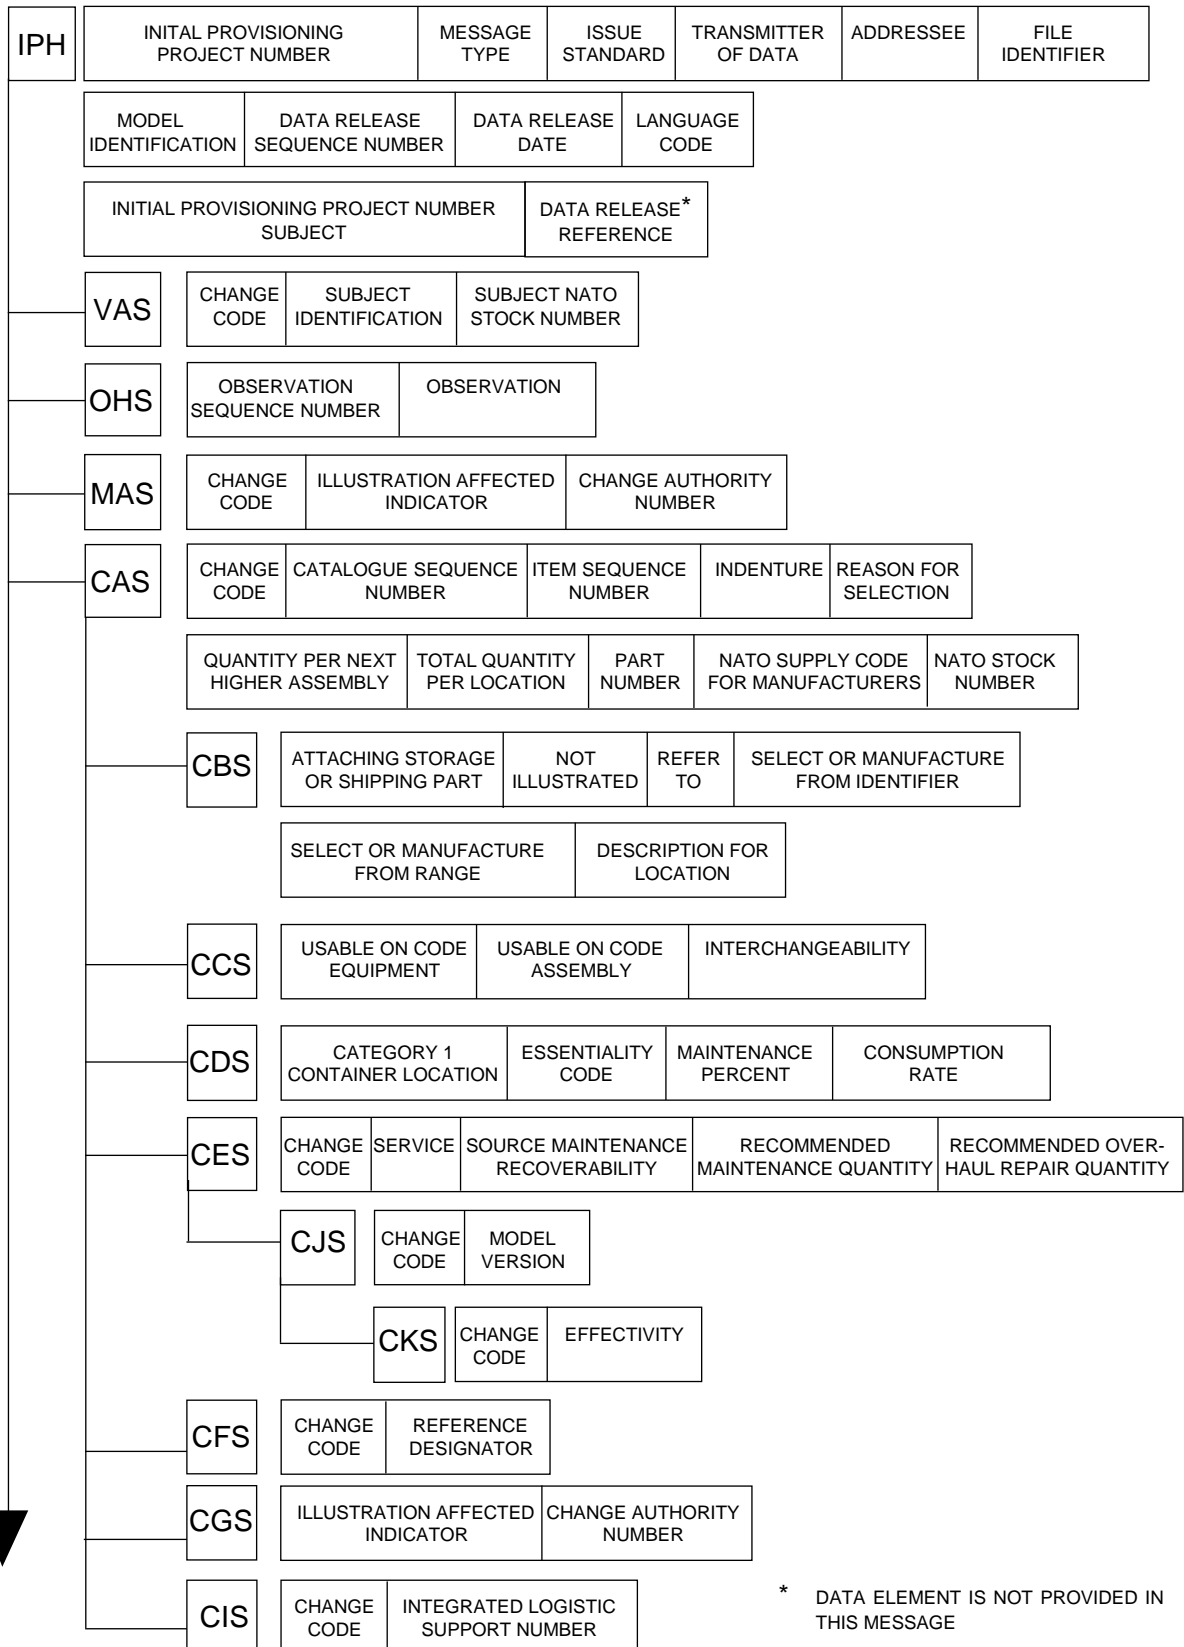 IPH
INITAL PROVISIONING
PROJECT NUMBER
MESSAGE
TYPE
ISSUE
STANDARD
TRANSMITTER
OF DATA
ADDRESSEE
FILE
IDENTIFIER
MODEL
IDENTIFICATION
DATA RELEASE
SEQUENCE NUMBER
DATA RELEASE
DATE
LANGUAGE
CODE
INITIAL PROVISIONING PROJECT NUMBER
SUBJECT
DATA RELEASE*
REFERENCE
VAS
CHANGE
CODE
SUBJECT
IDENTIFICATION
SUBJECT NATO
STOCK NUMBER
OHS
OBSERVATION
SEQUENCE NUMBER
OBSERVATION
MAS
CHANGE
CODE
ILLUSTRATION AFFECTED
INDICATOR
CHANGE AUTHORITY
NUMBER
CAS
CHANGE
CODE
CATALOGUE SEQUENCE
NUMBER
ITEM SEQUENCE
NUMBER
INDENTURE
REASON FOR
SELECTION
QUANTITY PER NEXT
HIGHER ASSEMBLY
TOTAL QUANTITY
PER LOCATION
PART
NUMBER
NATO SUPPLY CODE
FOR MANUFACTURERS
NATO STOCK
NUMBER
CBS
ATTACHING STORAGE
OR SHIPPING PART
NOT
ILLUSTRATED
REFER
TO
SELECT OR MANUFACTURE
FROM IDENTIFIER
SELECT OR MANUFACTURE
FROM RANGE
DESCRIPTION FOR
LOCATION
CCS
USABLE ON CODE
EQUIPMENT
USABLE ON CODE
ASSEMBLY
INTERCHANGEABILITY
CDS
CATEGORY 1
CONTAINER LOCATION
ESSENTIALITY
CODE
MAINTENANCE
PERCENT
CONSUMPTION
RATE
CES
CHANGE
CODE
SERVICE
SOURCE MAINTENANCE
RECOVERABILITY
RECOMMENDED
MAINTENANCE QUANTITY
RECOMMENDED OVER-
HAUL REPAIR QUANTITY
CJS
CHANGE
CODE
MODEL
VERSION
CKS
CHANGE
CODE
EFFECTIVITY
CFS
CHANGE
CODE
REFERENCE
DESIGNATOR
CGS
ILLUSTRATION AFFECTED
INDICATOR
CHANGE AUTHORITY
NUMBER
CIS
CHANGE
CODE
INTEGRATED LOGISTIC
SUPPORT NUMBER
* DATA ELEMENT IS NOT PROVIDED IN
THIS MESSAGE